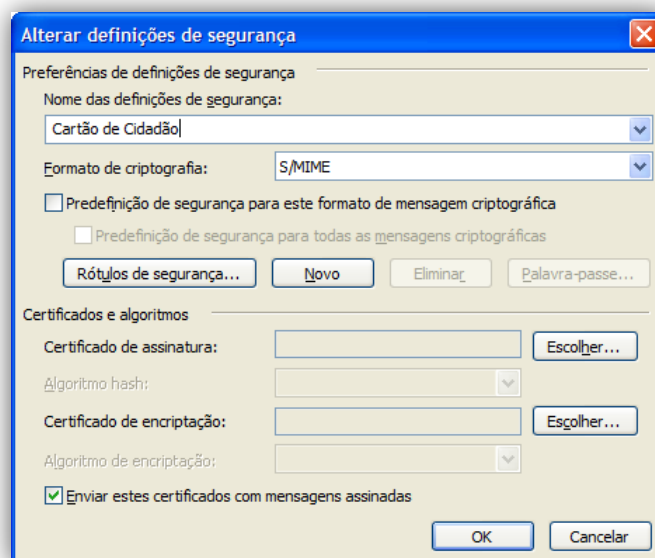 Alterar definições de segurança
Preferências de definições de segurança
Nome das definições de segurança:
Cartão de Cidadão
Formato de criptografia: S/MIME
Predefinição de segurança para este formato de mensagem criptográfica
Predefinição de segurança para todas as mensagens criptográficas
Rótulos de segurança... Novo Eliminar Palavra-passe...
Certificados e algoritmos
Certificado de assinatura: Escolher...
Algoritmo hash:
Certificado de encriptação: Escolher...
Algoritmo de encriptação:
Enviar estes certificados com mensagens assinadas
OK Cancelar